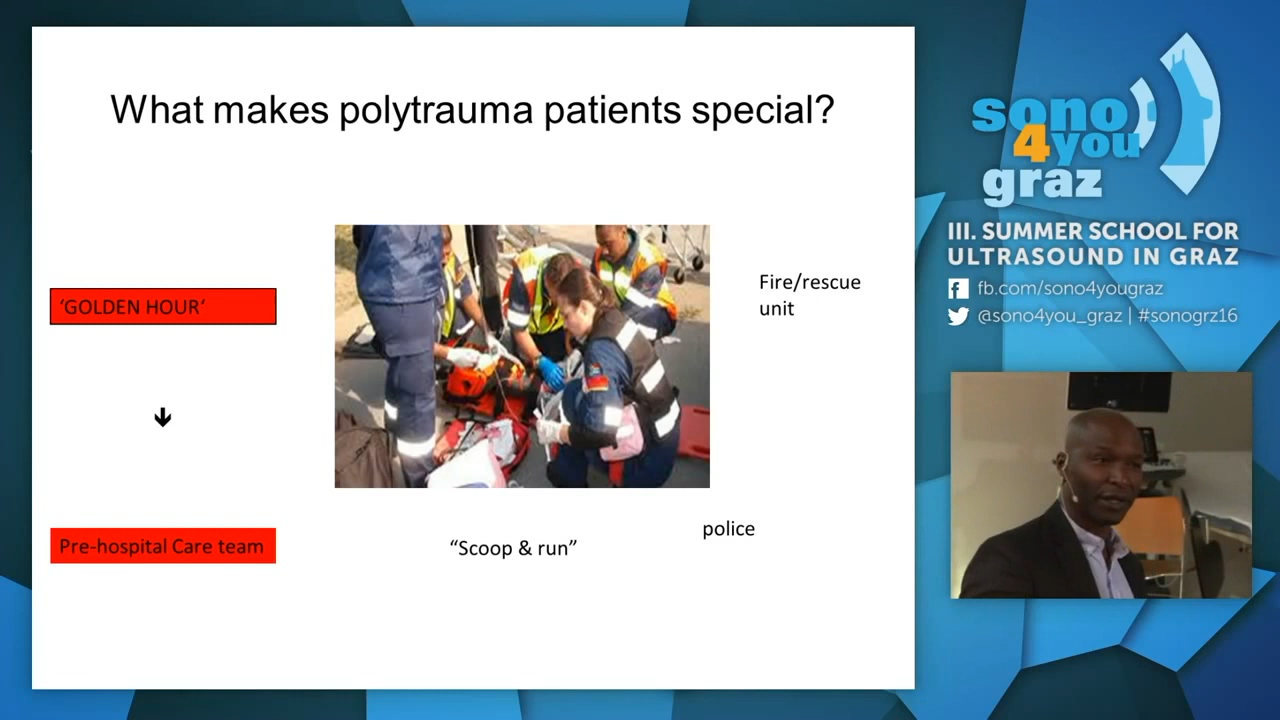 What makes polytrauma patients special?
‘GOLDEN HOUR‘
Fire/rescue
unit
Pre-hospital Care team
“Scoop & run”
police
sono
4you
graz
III. SUMMER SCHOOL FOR
ULTRASOUND IN GRAZ
fb.com/sono4yougraz
@sono4you_graz | #sonogrz16